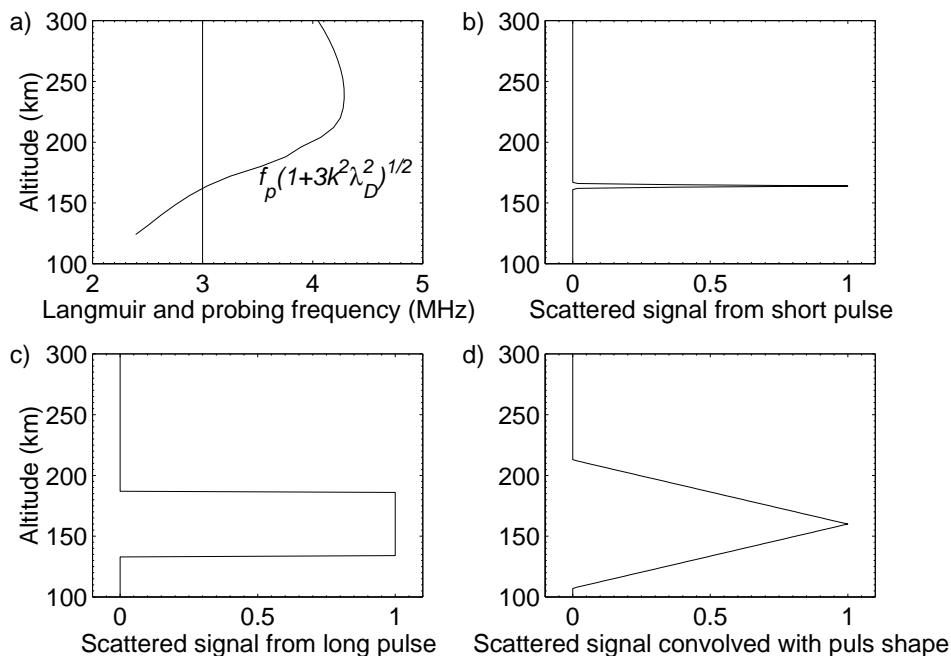 a)
300
250
200
150
100
Altitude (km)
f_p(1+3k²λ_D²)^1/2
2 3 4 5
Langmuir and probing frequency (MHz)
b)
300
250
200
150
100
0 0.5 1
Scattered signal from short pulse
c)
300
250
200
150
100
Altitude (km)
0 0.5 1
Scattered signal from long pulse
d)
300
250
200
150
100
0 0.5 1
Scattered signal convolved with puls shape